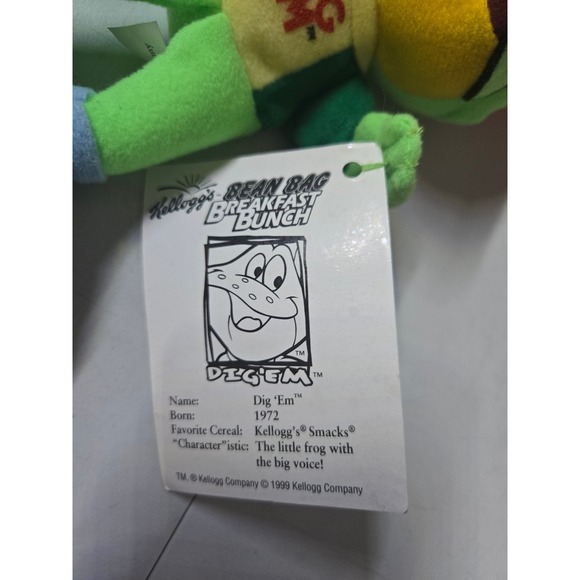 Kellogg's BEAN BAG
BREAKFAST
BUNCH
TM
DIG'EM™
Name: Dig 'Em™
Born: 1972
Favorite Cereal: Kellogg's® Smacks®
"Character"istic: The little frog with
the big voice!
TM, ® Kellogg Company © 1999 Kellogg Company